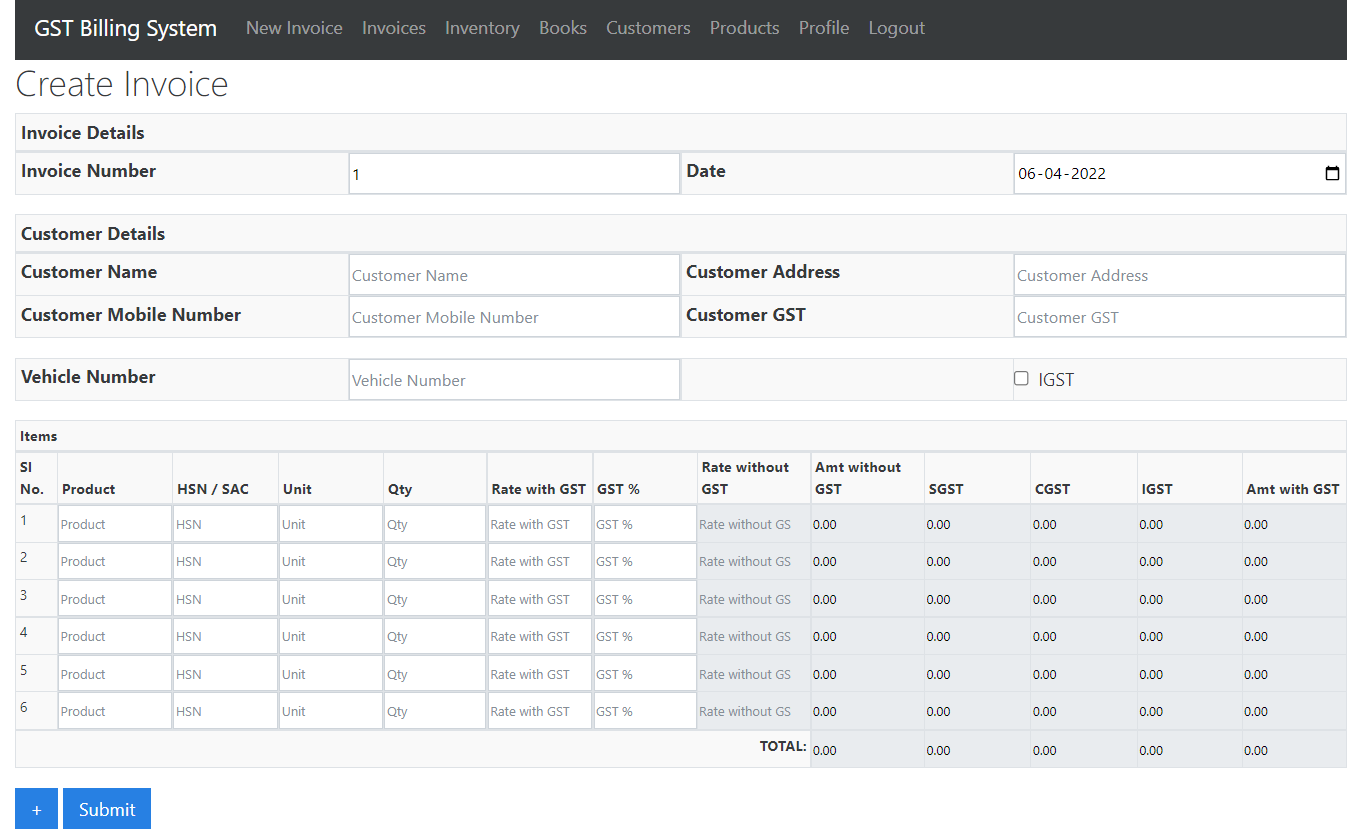 GST Billing System New Invoice Invoices Inventory Books Customers Products Profile Logout
Create Invoice
Invoice Details
Invoice Number 1 Date 06-04-2022
Customer Details
Customer Name Customer Name Customer Address Customer Address
Customer Mobile Number Customer Mobile Number Customer GST Customer GST
Vehicle Number Vehicle Number IGST
Items
Sl No. Product HSN / SAC Unit Qty Rate with GST GST % Rate without GST Amt without GST SGST CGST IGST Amt with GST
1 Product HSN Unit Qty Rate with GST GST % Rate without GS 0.00 0.00 0.00 0.00 0.00
2 Product HSN Unit Qty Rate with GST GST % Rate without GS 0.00 0.00 0.00 0.00 0.00
3 Product HSN Unit Qty Rate with GST GST % Rate without GS 0.00 0.00 0.00 0.00 0.00
4 Product HSN Unit Qty Rate with GST GST % Rate without GS 0.00 0.00 0.00 0.00 0.00
5 Product HSN Unit Qty Rate with GST GST % Rate without GS 0.00 0.00 0.00 0.00 0.00
6 Product HSN Unit Qty Rate with GST GST % Rate without GS 0.00 0.00 0.00 0.00 0.00
TOTAL: 0.00 0.00 0.00 0.00 0.00
+ Submit